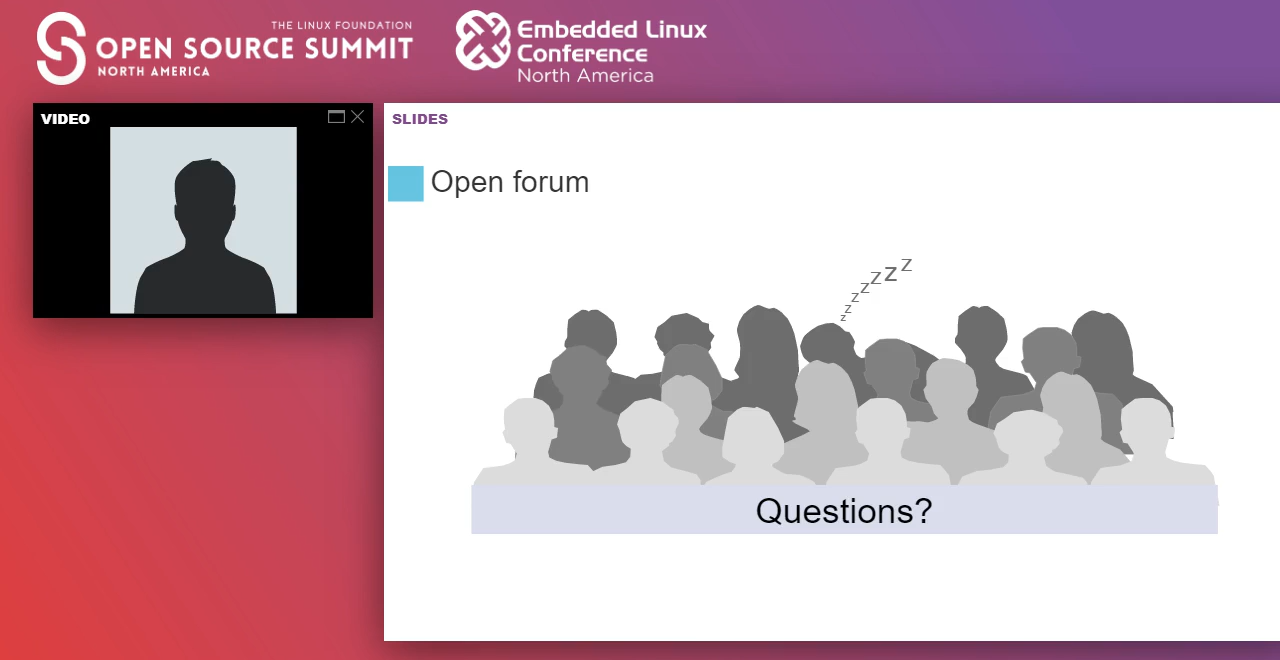 THE LINUX FOUNDATION
OPEN SOURCE SUMMIT
NORTH AMERICA
Embedded Linux
Conference
North America
VIDEO
SLIDES
Open forum
z z z z z z z
Questions?